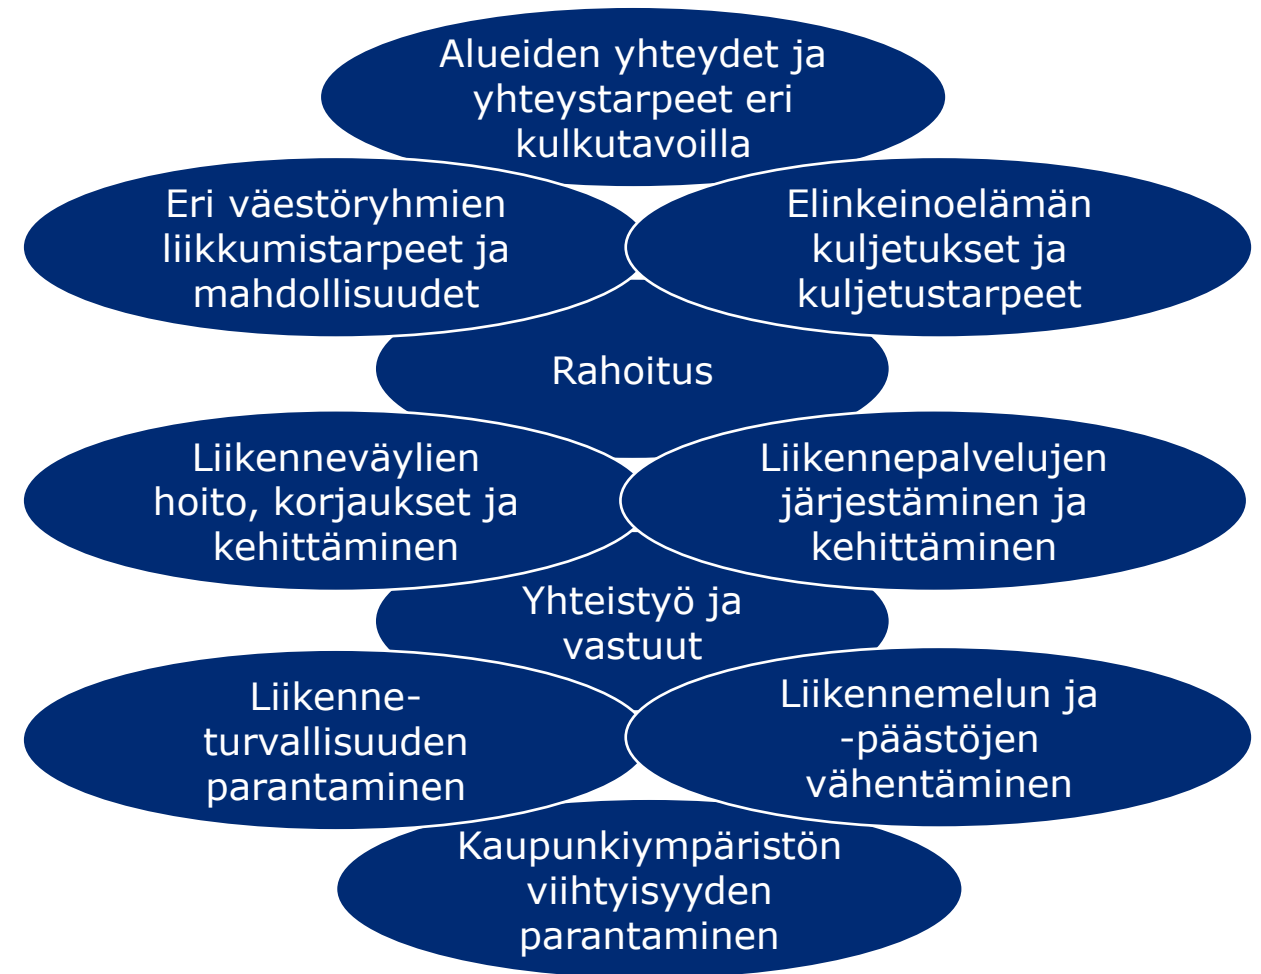 Alueiden yhteydet ja
yhteystarpeet eri
kulkutavoilla
Eri väestöryhmien
liikkumistarpeet ja
mahdollisuudet
Elinkeinoelämän
kuljetukset ja
kuljetustarpeet
Rahoitus
Liikenneväylien
hoito, korjaukset ja
kehittäminen
Liikennepalvelujen
järjestäminen ja
kehittäminen
Yhteistyö ja
vastuut
Liikenne-
turvallisuuden
parantaminen
Liikennemelun ja
-päästöjen
vähentäminen
Kaupunkiympäristön
viihtyisyyden
parantaminen